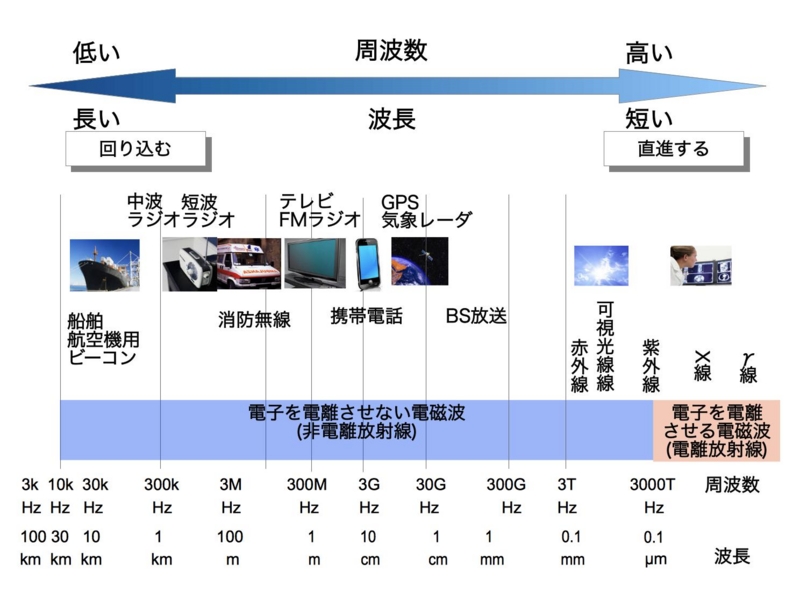 低い
周波数
高い
長い
波長
短い
回り込む
直進する
中波
ラジオ
短波
ラジオ
テレビ
FMラジオ
GPS
気象レーダ
船舶
航空機用
ビーコン
消防無線
携帯電話
BS放送
赤外線
可視光線線
紫外線
X線
r線
電子を電離させない電磁波
(非電離放射線)
電子を電離
させる電磁波
(電離放射線)
3k 10k 30k 300k 3M 300M 3G 30G 300G 3T 3000T 周波数
Hz Hz Hz Hz Hz Hz Hz Hz Hz Hz Hz
100 30 10 1 100 1 10 1 1 0.1 0.1 波長
km km km km m m cm cm mm mm μm